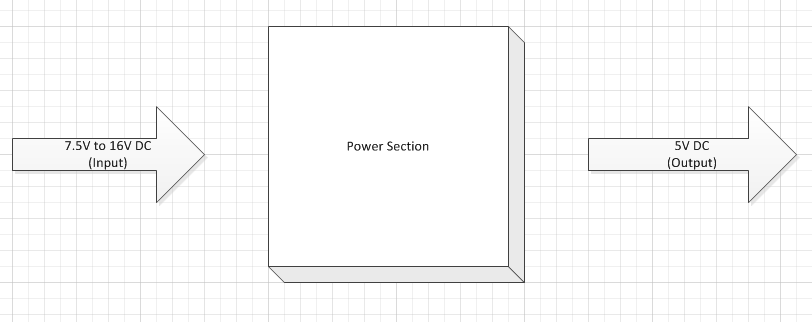 7.5V to 16V DC
(Input)
Power Section
5V DC
(Output)